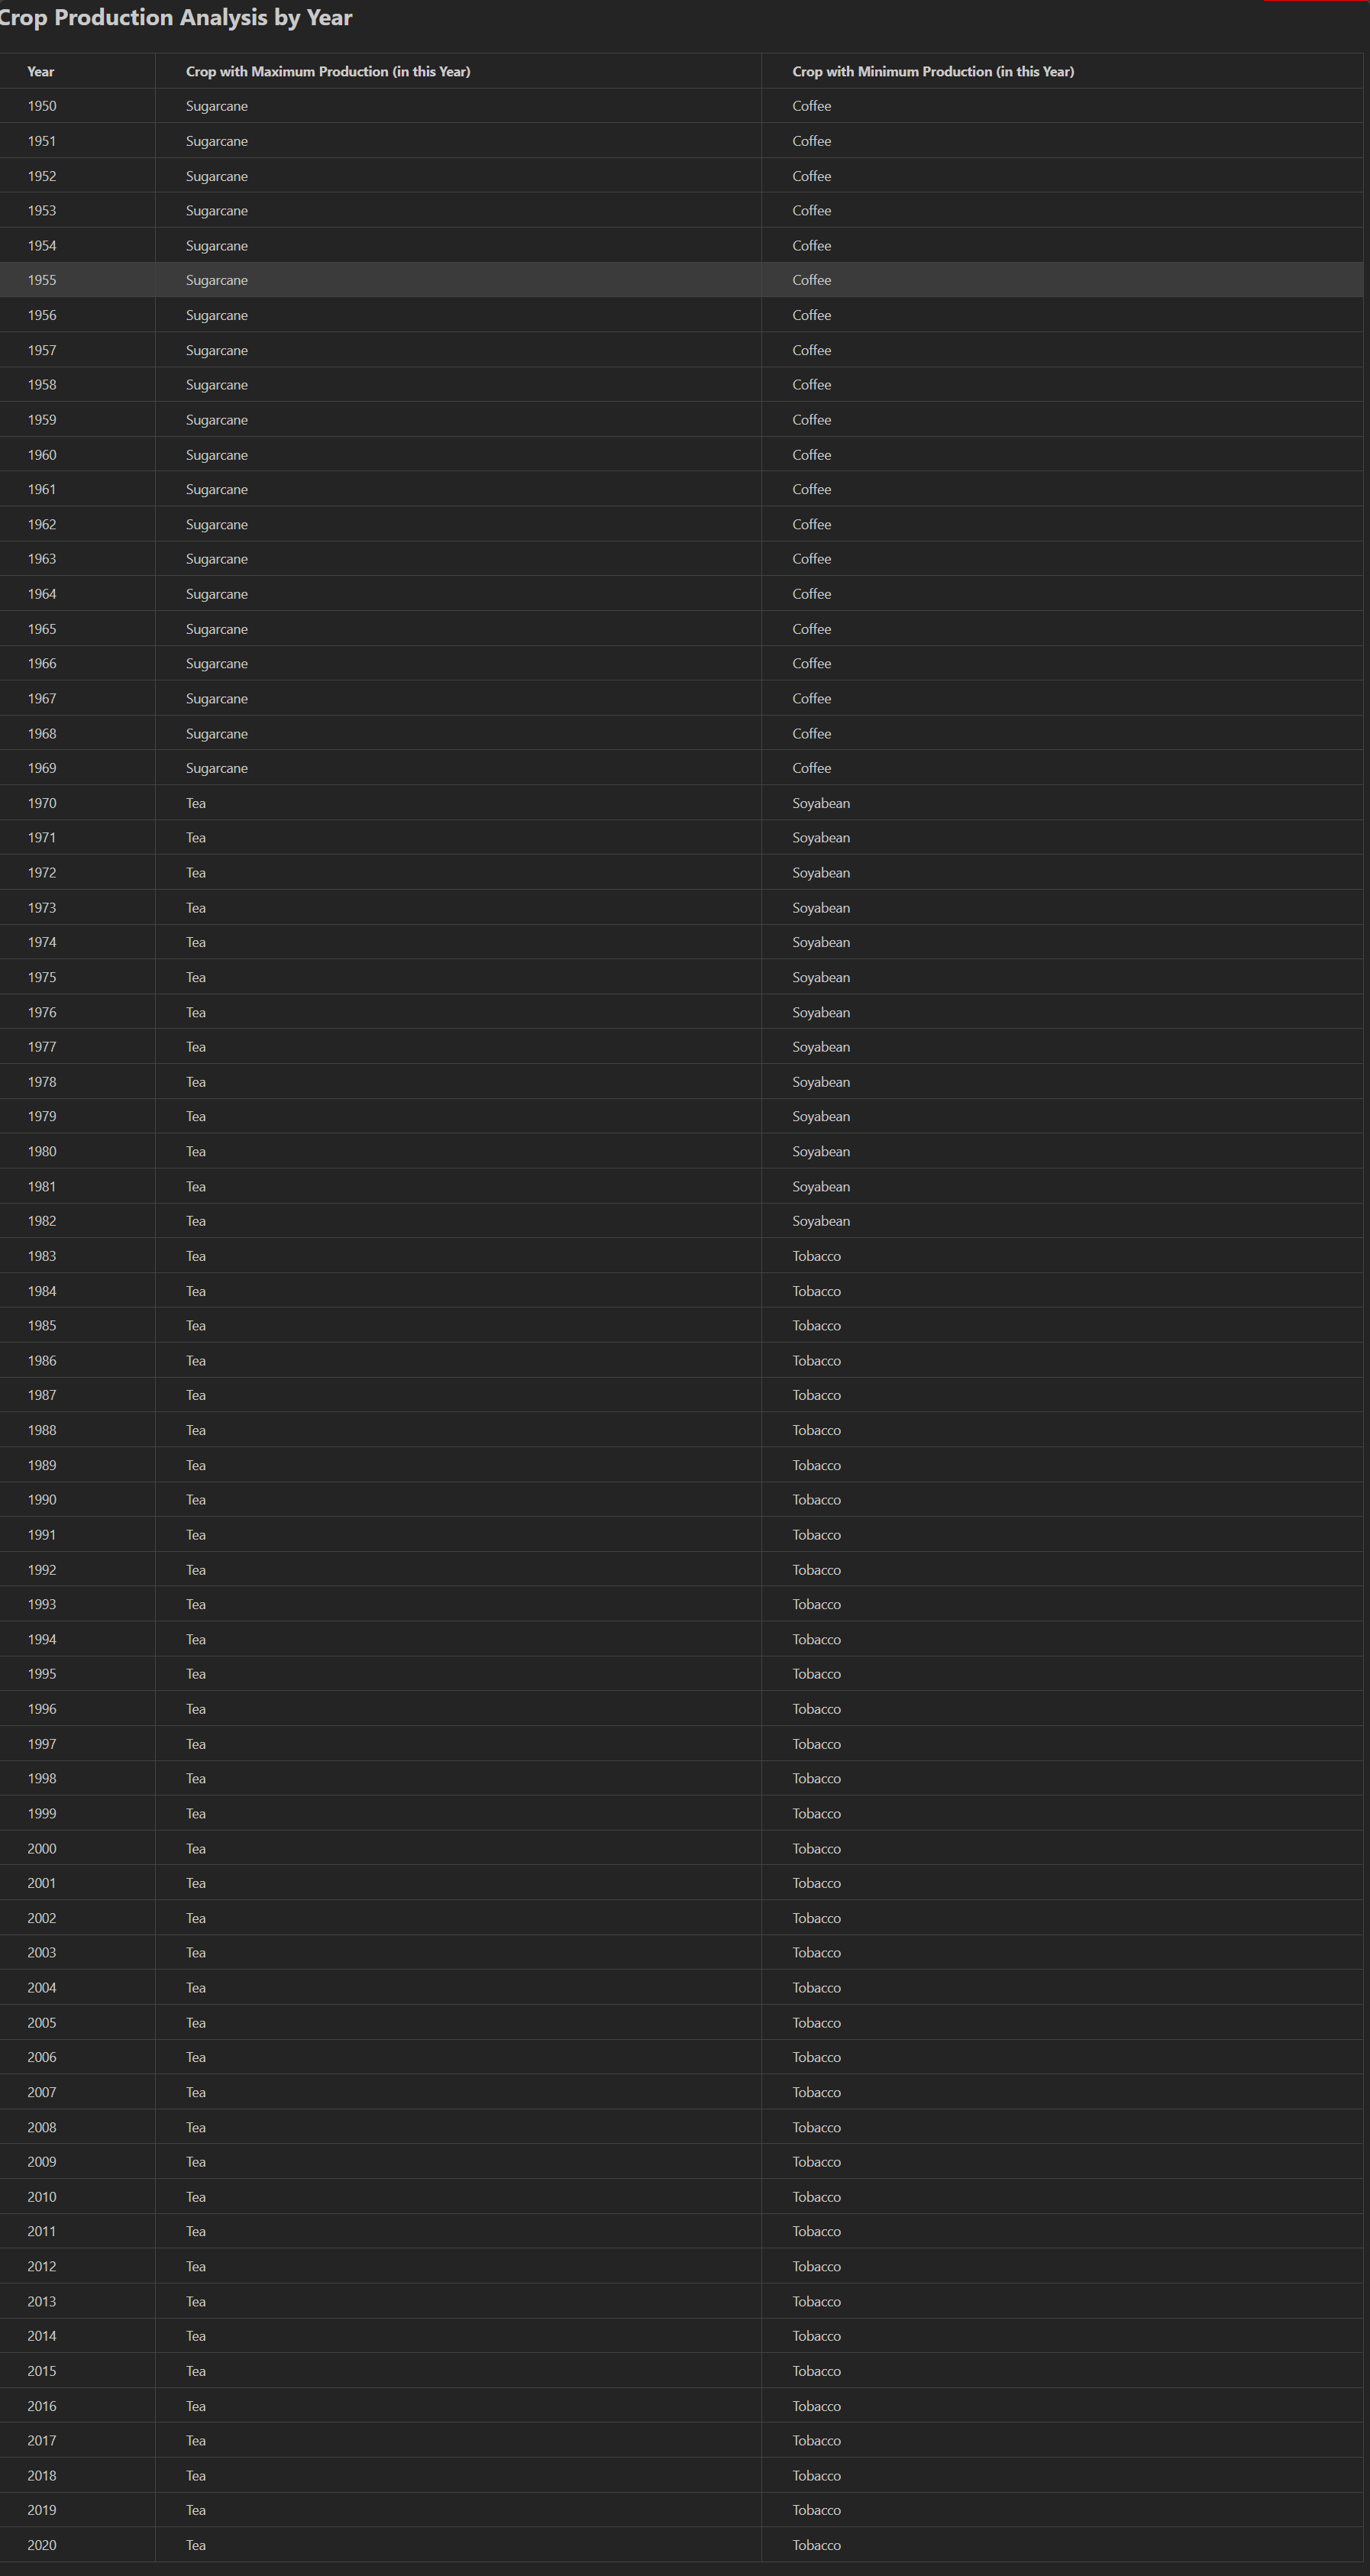 Crop Production Analysis by Year
Year Crop with Maximum Production (in this Year) Crop with Minimum Production (in this Year)
1950 Sugarcane Coffee
1951 Sugarcane Coffee
1952 Sugarcane Coffee
1953 Sugarcane Coffee
1954 Sugarcane Coffee
1955 Sugarcane Coffee
1956 Sugarcane Coffee
1957 Sugarcane Coffee
1958 Sugarcane Coffee
1959 Sugarcane Coffee
1960 Sugarcane Coffee
1961 Sugarcane Coffee
1962 Sugarcane Coffee
1963 Sugarcane Coffee
1964 Sugarcane Coffee
1965 Sugarcane Coffee
1966 Sugarcane Coffee
1967 Sugarcane Coffee
1968 Sugarcane Coffee
1969 Sugarcane Coffee
1970 Tea Soyabean
1971 Tea Soyabean
1972 Tea Soyabean
1973 Tea Soyabean
1974 Tea Soyabean
1975 Tea Soyabean
1976 Tea Soyabean
1977 Tea Soyabean
1978 Tea Soyabean
1979 Tea Soyabean
1980 Tea Soyabean
1981 Tea Soyabean
1982 Tea Soyabean
1983 Tea Tobacco
1984 Tea Tobacco
1985 Tea Tobacco
1986 Tea Tobacco
1987 Tea Tobacco
1988 Tea Tobacco
1989 Tea Tobacco
1990 Tea Tobacco
1991 Tea Tobacco
1992 Tea Tobacco
1993 Tea Tobacco
1994 Tea Tobacco
1995 Tea Tobacco
1996 Tea Tobacco
1997 Tea Tobacco
1998 Tea Tobacco
1999 Tea Tobacco
2000 Tea Tobacco
2001 Tea Tobacco
2002 Tea Tobacco
2003 Tea Tobacco
2004 Tea Tobacco
2005 Tea Tobacco
2006 Tea Tobacco
2007 Tea Tobacco
2008 Tea Tobacco
2009 Tea Tobacco
2010 Tea Tobacco
2011 Tea Tobacco
2012 Tea Tobacco
2013 Tea Tobacco
2014 Tea Tobacco
2015 Tea Tobacco
2016 Tea Tobacco
2017 Tea Tobacco
2018 Tea Tobacco
2019 Tea Tobacco
2020 Tea Tobacco